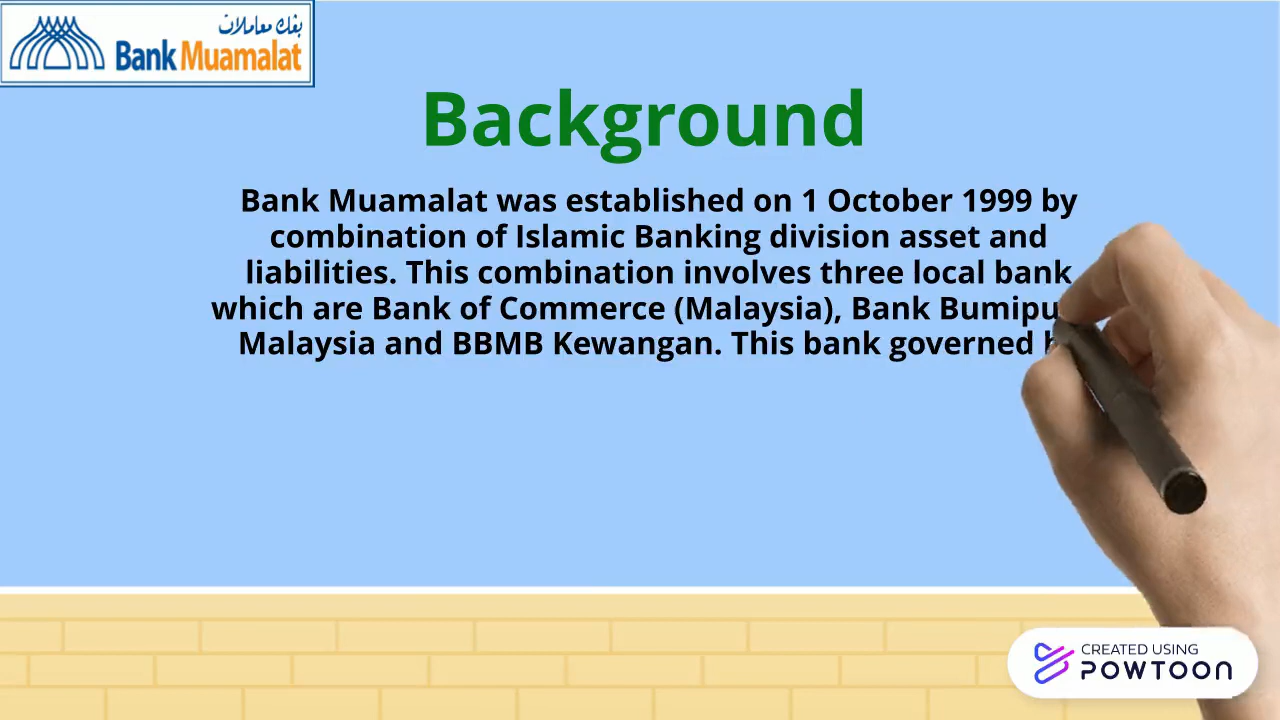 بنك معاملات
Bank Muamalat
Background
Bank Muamalat was established on 1 October 1999 by
combination of Islamic Banking division asset and
liabilities. This combination involves three local bank
which are Bank of Commerce (Malaysia), Bank
Malaysia and BBMB Kewangan. This bank governed
CREATED USING
POWTOON